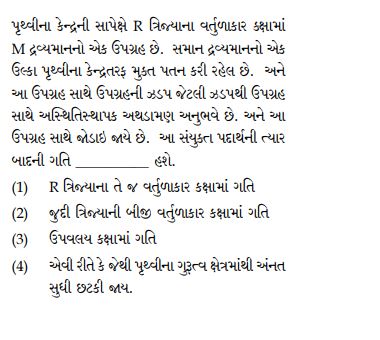 પૃથ્વીના કેન્દ્રની સાપેક્ષે R ત્રિજ્યાના વર્તુળાકાર કક્ષામાં
M દ્રવ્યમાનનો એક ઉપગ્રહ છે. સમાન દ્રવ્યમાનનો એક
ઉલ્કા પૃથ્વીના કેન્દ્રતરફ મુક્ત પતન કરી રહેલ છે. અને
આ ઉપગ્રહ સાથે ઉપગ્રહની ઝડપ જેટલી ઝડપથી ઉપગ્રહ
સાથે અસ્થિતિસ્થાપક અથડામણ અનુભવે છે. અને આ
ઉપગ્રહ સાથે જોડાઇ જાયે છે. આ સંયુક્ત પદાર્થની ત્યાર
બાદની ગતિ __________ હશે.
(1) R ત્રિજ્યાના તે જ વર્તુળાકાર કક્ષામાં ગતિ
(2) જુદી ત્રિજ્યાની બીજી વર્તુળાકાર કક્ષામાં ગતિ
(3) ઉપવલય કક્ષામાં ગતિ
(4) એવી રીતે કે જેથી પૃથ્વીના ગુરૂત્વ ક્ષેત્રમાંથી અંનત
સુધી છટકી જાય.